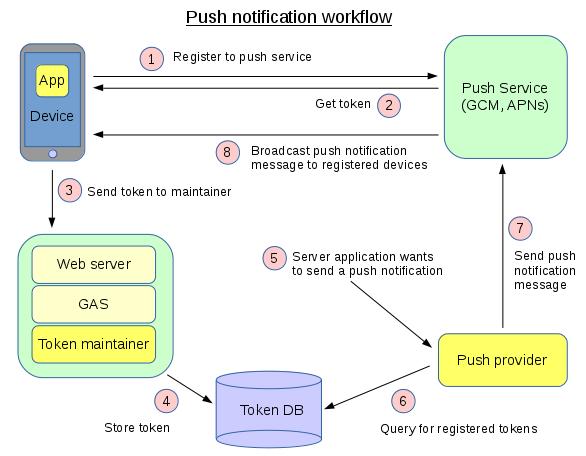 Push notification workflow
1
Register to push service
App
Device
Push Service
(GCM, APNs)
Get token
2
8
Broadcast push notification
message to registered devices
3
Send token to maintainer
Web server
GAS
Token maintainer
5
Server application wants
to send a push notification
7
Send push
notification
message
Push provider
4
Store token
Token DB
6
Query for registered tokens